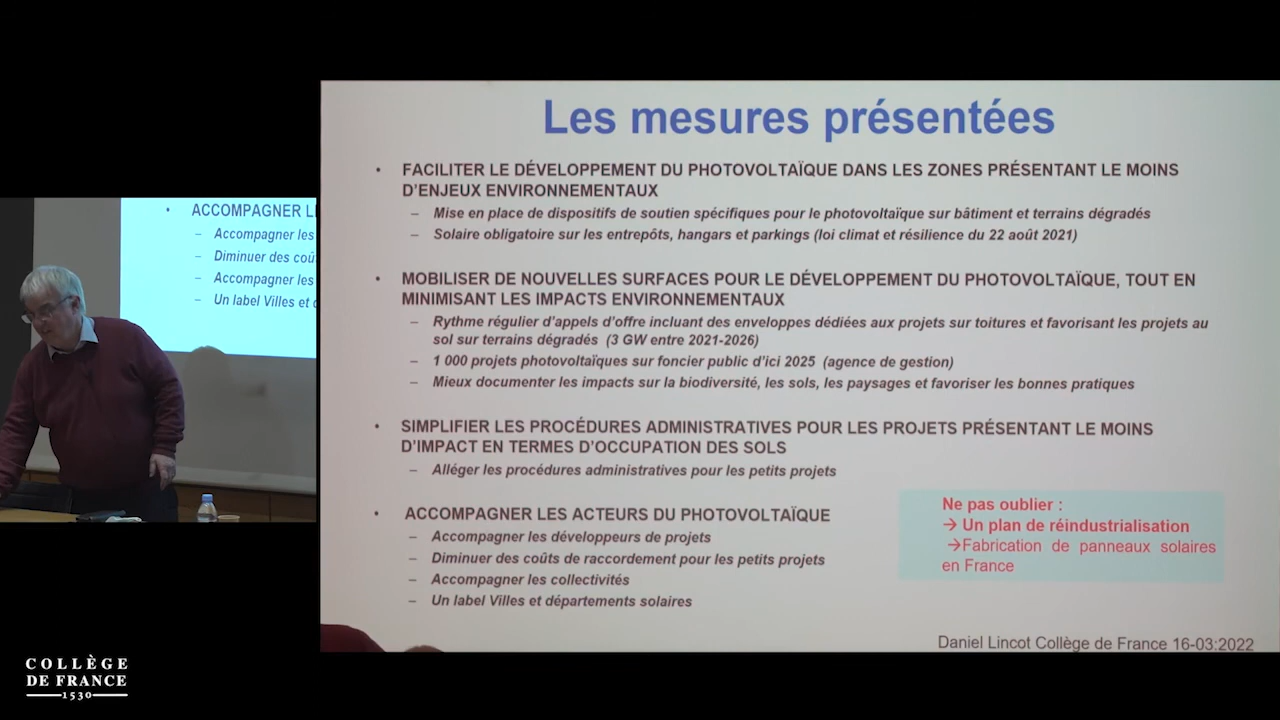 Les mesures présentées
• FACILITER LE DÉVELOPPEMENT DU PHOTOVOLTAÏQUE DANS LES ZONES PRÉSENTANT LE MOINS
D'ENJEUX ENVIRONNEMENTAUX
– Mise en place de dispositifs de soutien spécifiques pour le photovoltaïque sur bâtiment et terrains dégradés
– Solaire obligatoire sur les entrepôts, hangars et parkings (loi climat et résilience du 22 août 2021)
• MOBILISER DE NOUVELLES SURFACES POUR LE DÉVELOPPEMENT DU PHOTOVOLTAÏQUE, TOUT EN
MINIMISANT LES IMPACTS ENVIRONNEMENTAUX
– Rythme régulier d'appels d'offre incluant des enveloppes dédiées aux projets sur toitures et favorisant les projets au
sol sur terrains dégradés (3 GW entre 2021-2026)
– 1 000 projets photovoltaïques sur foncier public d'ici 2025 (agence de gestion)
– Mieux documenter les impacts sur la biodiversité, les sols, les paysages et favoriser les bonnes pratiques
• SIMPLIFIER LES PROCÉDURES ADMINISTRATIVES POUR LES PROJETS PRÉSENTANT LE MOINS
D'IMPACT EN TERMES D'OCCUPATION DES SOLS
– Alléger les procédures administratives pour les petits projets
• ACCOMPAGNER LES ACTEURS DU PHOTOVOLTAÏQUE
– Accompagner les développeurs de projets
– Diminuer des coûts de raccordement pour les petits projets
– Accompagner les collectivités
– Un label Villes et départements solaires
Ne pas oublier :
→ Un plan de réindustrialisation
→Fabrication de panneaux solaires
en France
Daniel Lincot Collège de France 16-03:2022
• ACCOMPAGNER L
– Accompagner les
– Diminuer des coû
– Accompagner les
– Un label Villes et
COLLÈGE
DE FRANCE
1530